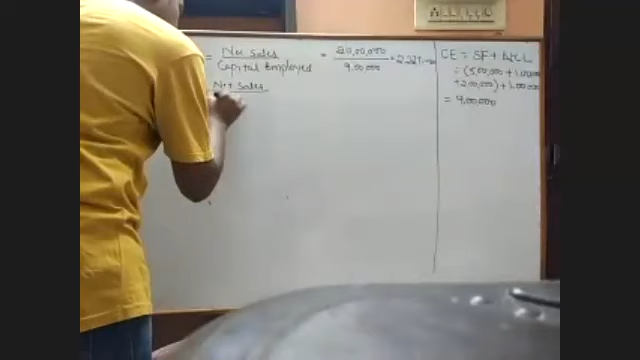 = Net Sales / Capital Employed = 20,00,000 / 9,00,000 = 2.22 times
Net Sales
CE = SF + NCL
= (5,00,000 + 1,00,000
+ 2,00,000) + 1,00,000
= 9,00,000